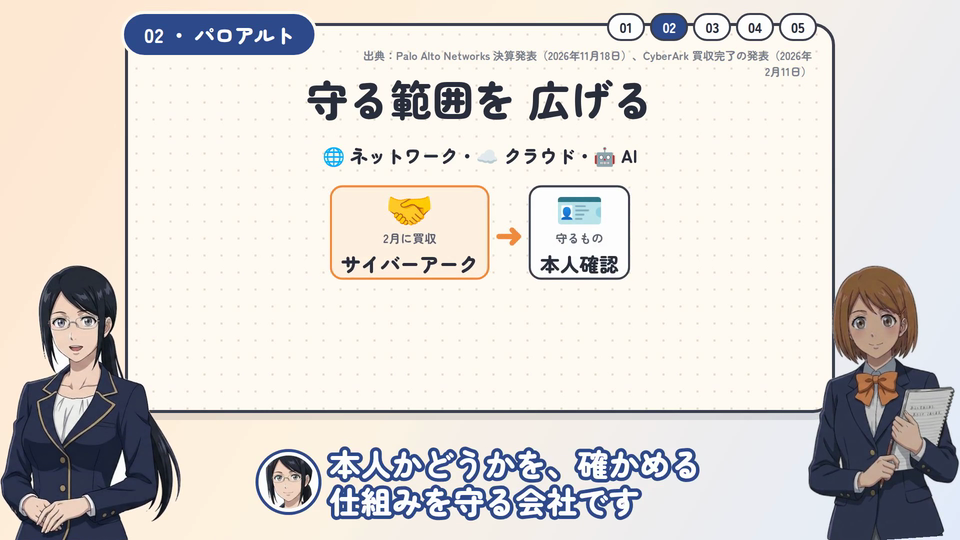 02 ・ パロアルト
01 02 03 04 05
出典：Palo Alto Networks 決算発表（2026年11月18日）、CyberArk 買収完了の発表（2026年
2月11日）
守る範囲を 広げる
ネットワーク・ クラウド・ AI
2月に買収
サイバーアーク
守るもの
本人確認
本人かどうかを、確かめる
仕組みを守る会社です